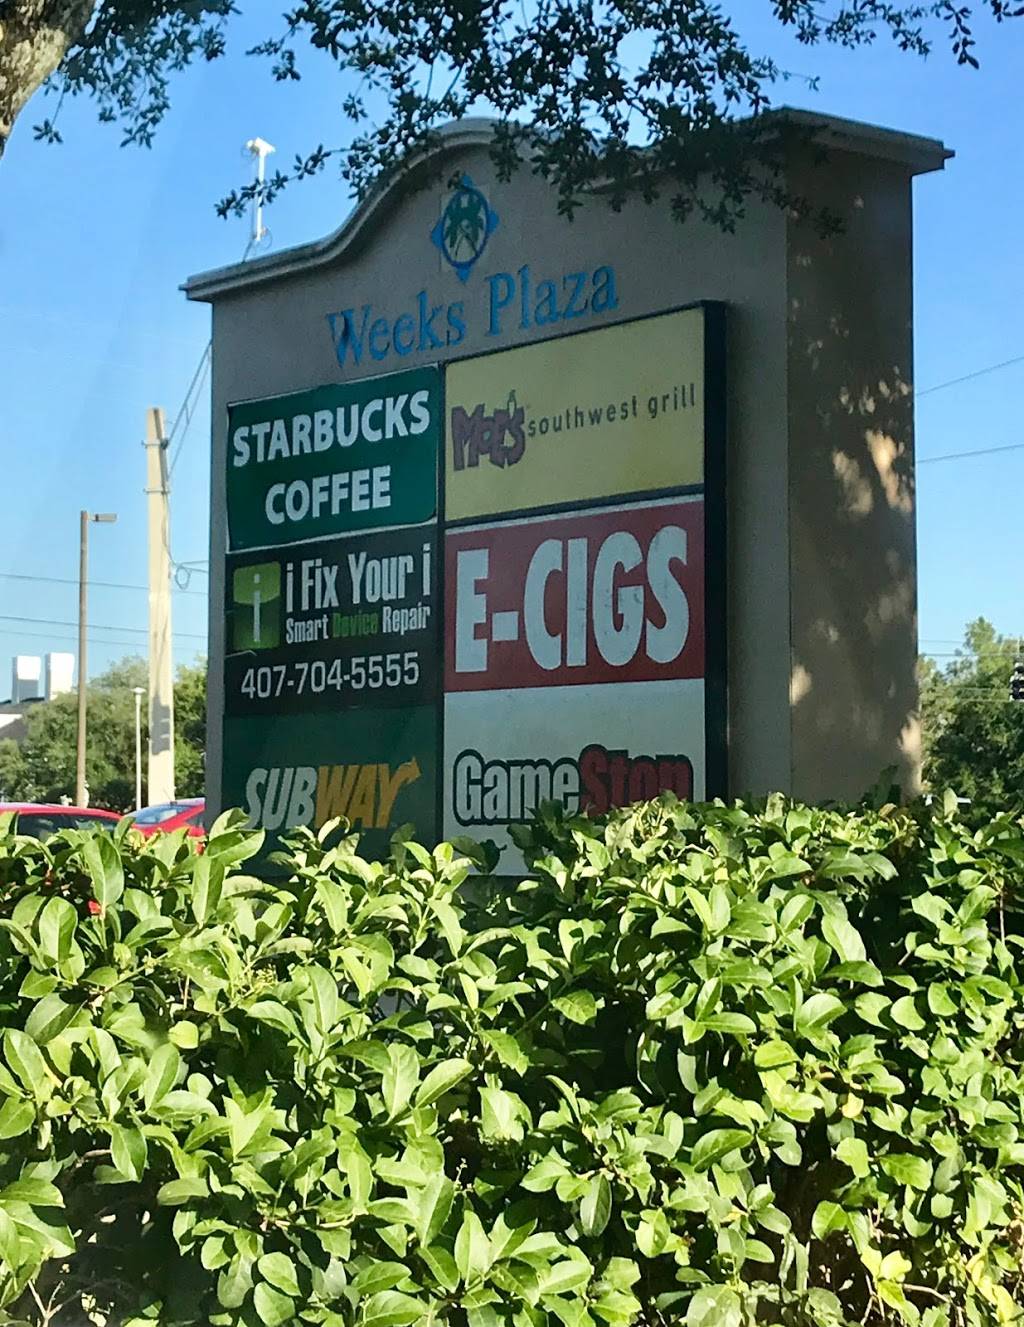 Weeks Plaza
STARBUCKS
COFFEE
Moe's southwest grill
i
i Fix Your i
Smart Device Repair
407-704-5555
E-CIGS
SUBWAY
GameStop